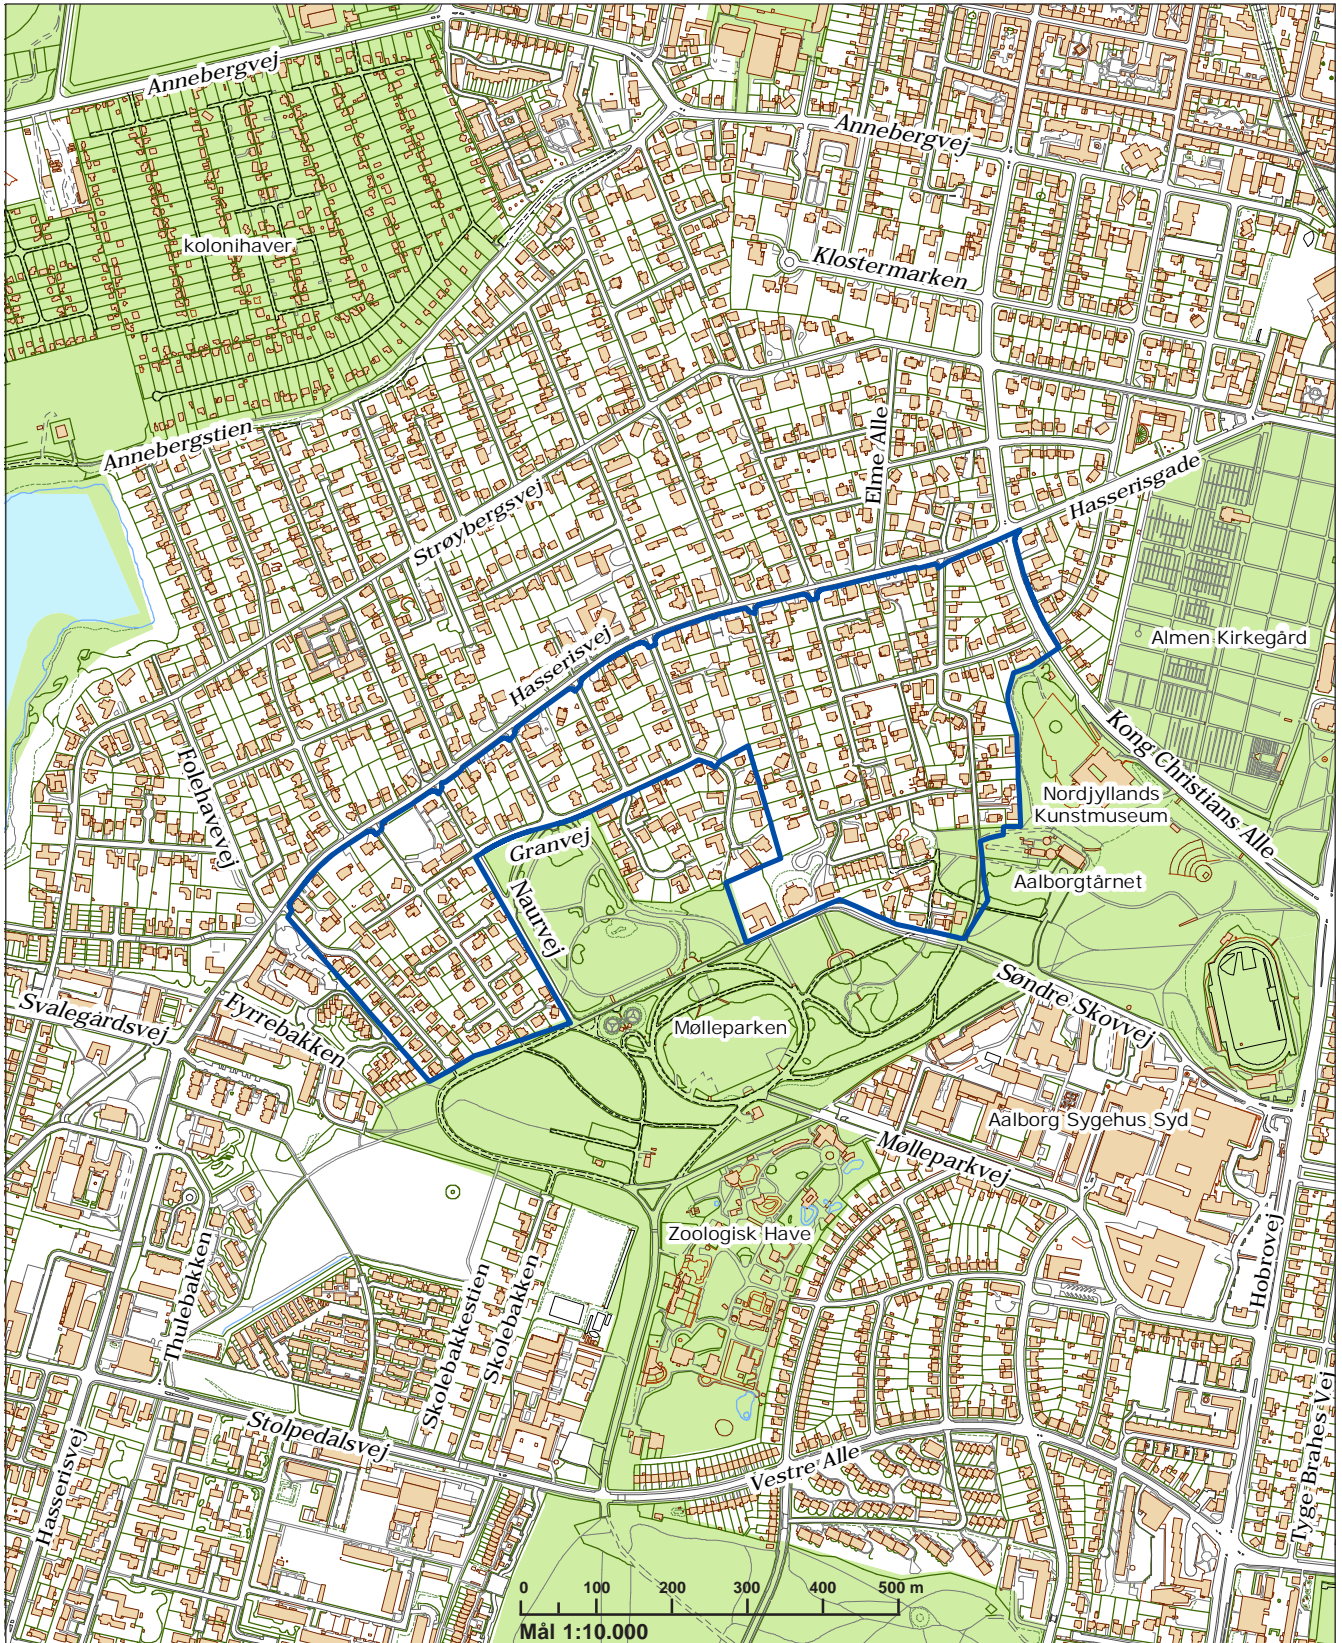 Annebergvej
Annebergvej
kolonihaver
Klostermarken
Annebergstien
Elme Alle
Hasserisgade
Strøybergsvej
Almen Kirkegård
Hasserisvej
Folehavevej
Kong Christians Alle
Nordjyllands
Kunstmuseum
Granvej
Aalborgtårnet
Naurvej
Svalegårdsvej
Fyrrebakken
Søndre Skovvej
Mølleparken
Aalborg Sygehus Syd
Mølleparkvej
Zoologisk Have
Thulebakken
Skolebakkestien
Skolebakken
Hobrovej
Stolpedalsvej
Hasserisvej
Vestre Alle
Tyge Brahes Vej
0 100 200 300 400 500 m
Mål 1:10.000